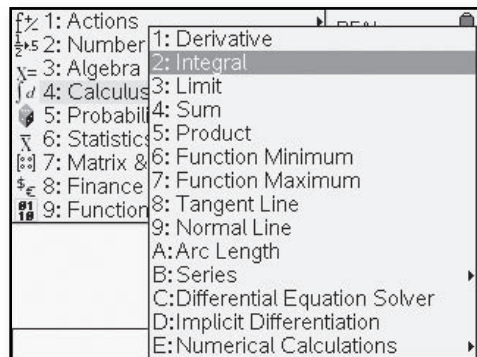 1: Actions
2: Number
3: Algebra
4: Calculus
5: Probabili
6: Statistics
7: Matrix &
8: Finance
9: Function
1: Derivative
2: Integral
3: Limit
4: Sum
5: Product
6: Function Minimum
7: Function Maximum
8: Tangent Line
9: Normal Line
A: Arc Length
B: Series
C: Differential Equation Solver
D: Implicit Differentiation
E: Numerical Calculations